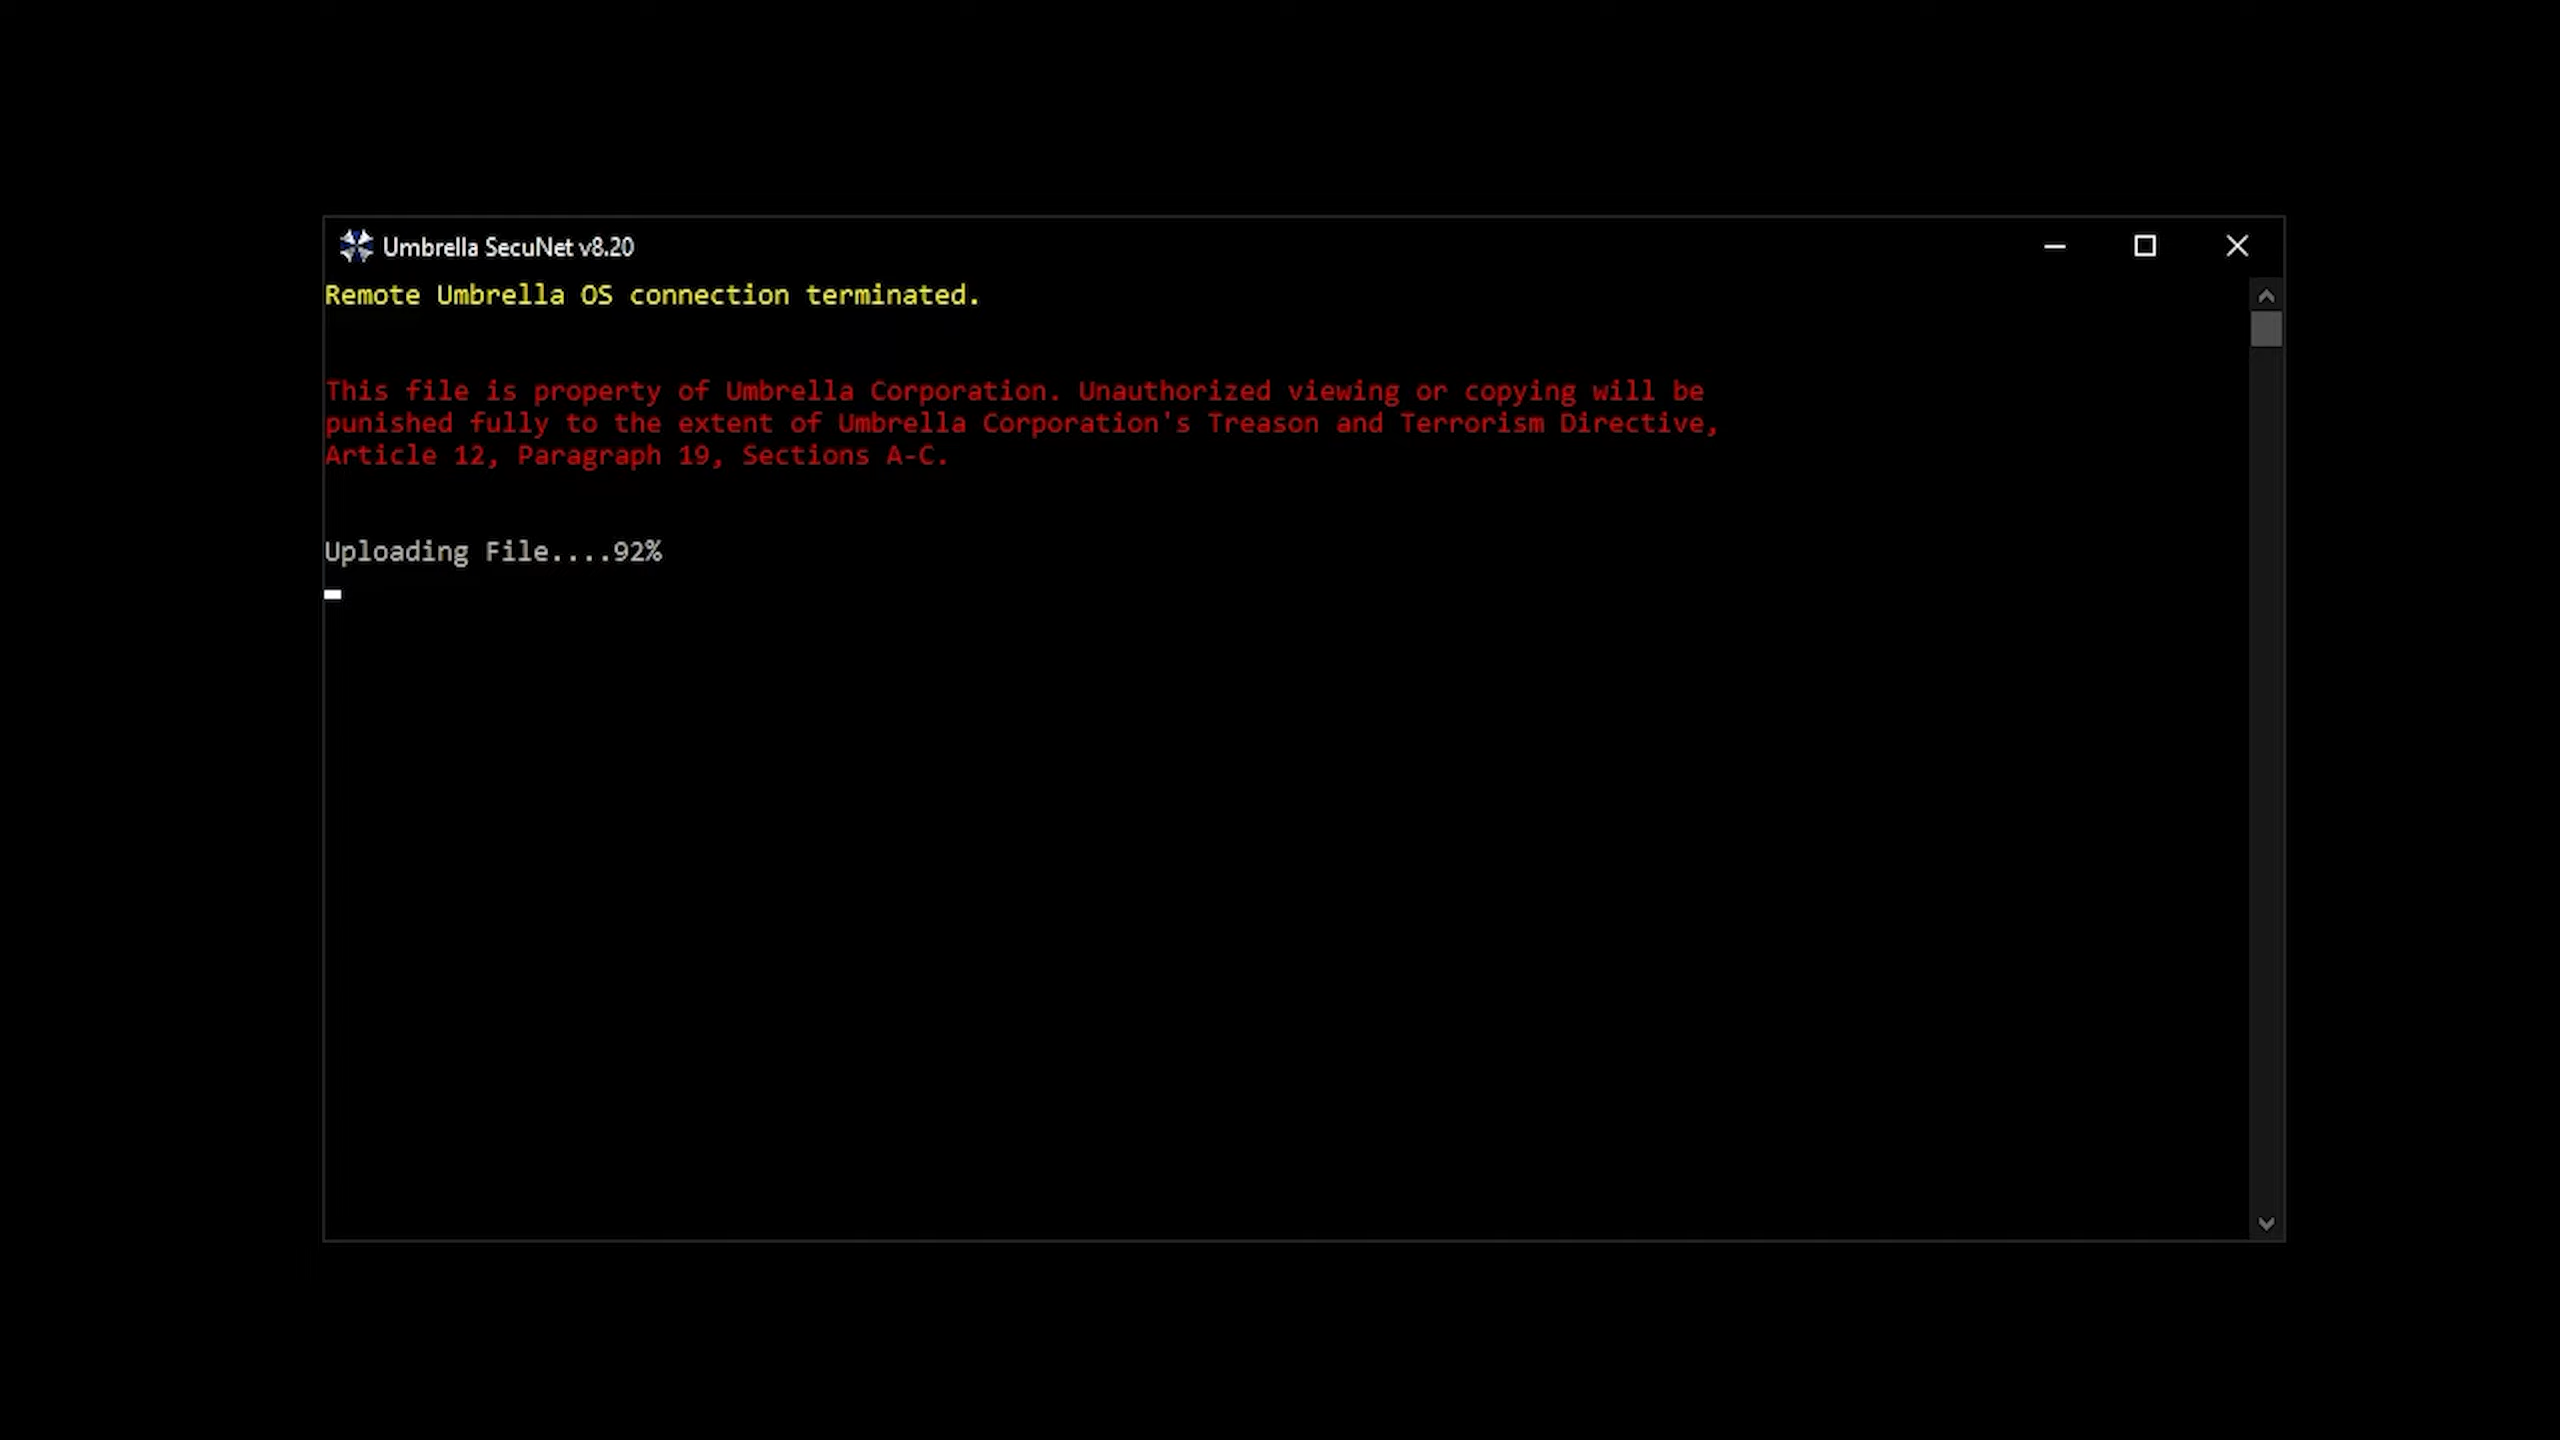 Umbrella SecuNet v8.20
Remote Umbrella OS connection terminated.
This file is property of Umbrella Corporation. Unauthorized viewing or copying will be
punished fully to the extent of Umbrella Corporation's Treason and Terrorism Directive,
Article 12, Paragraph 19, Sections A-C.
Uploading File....92%